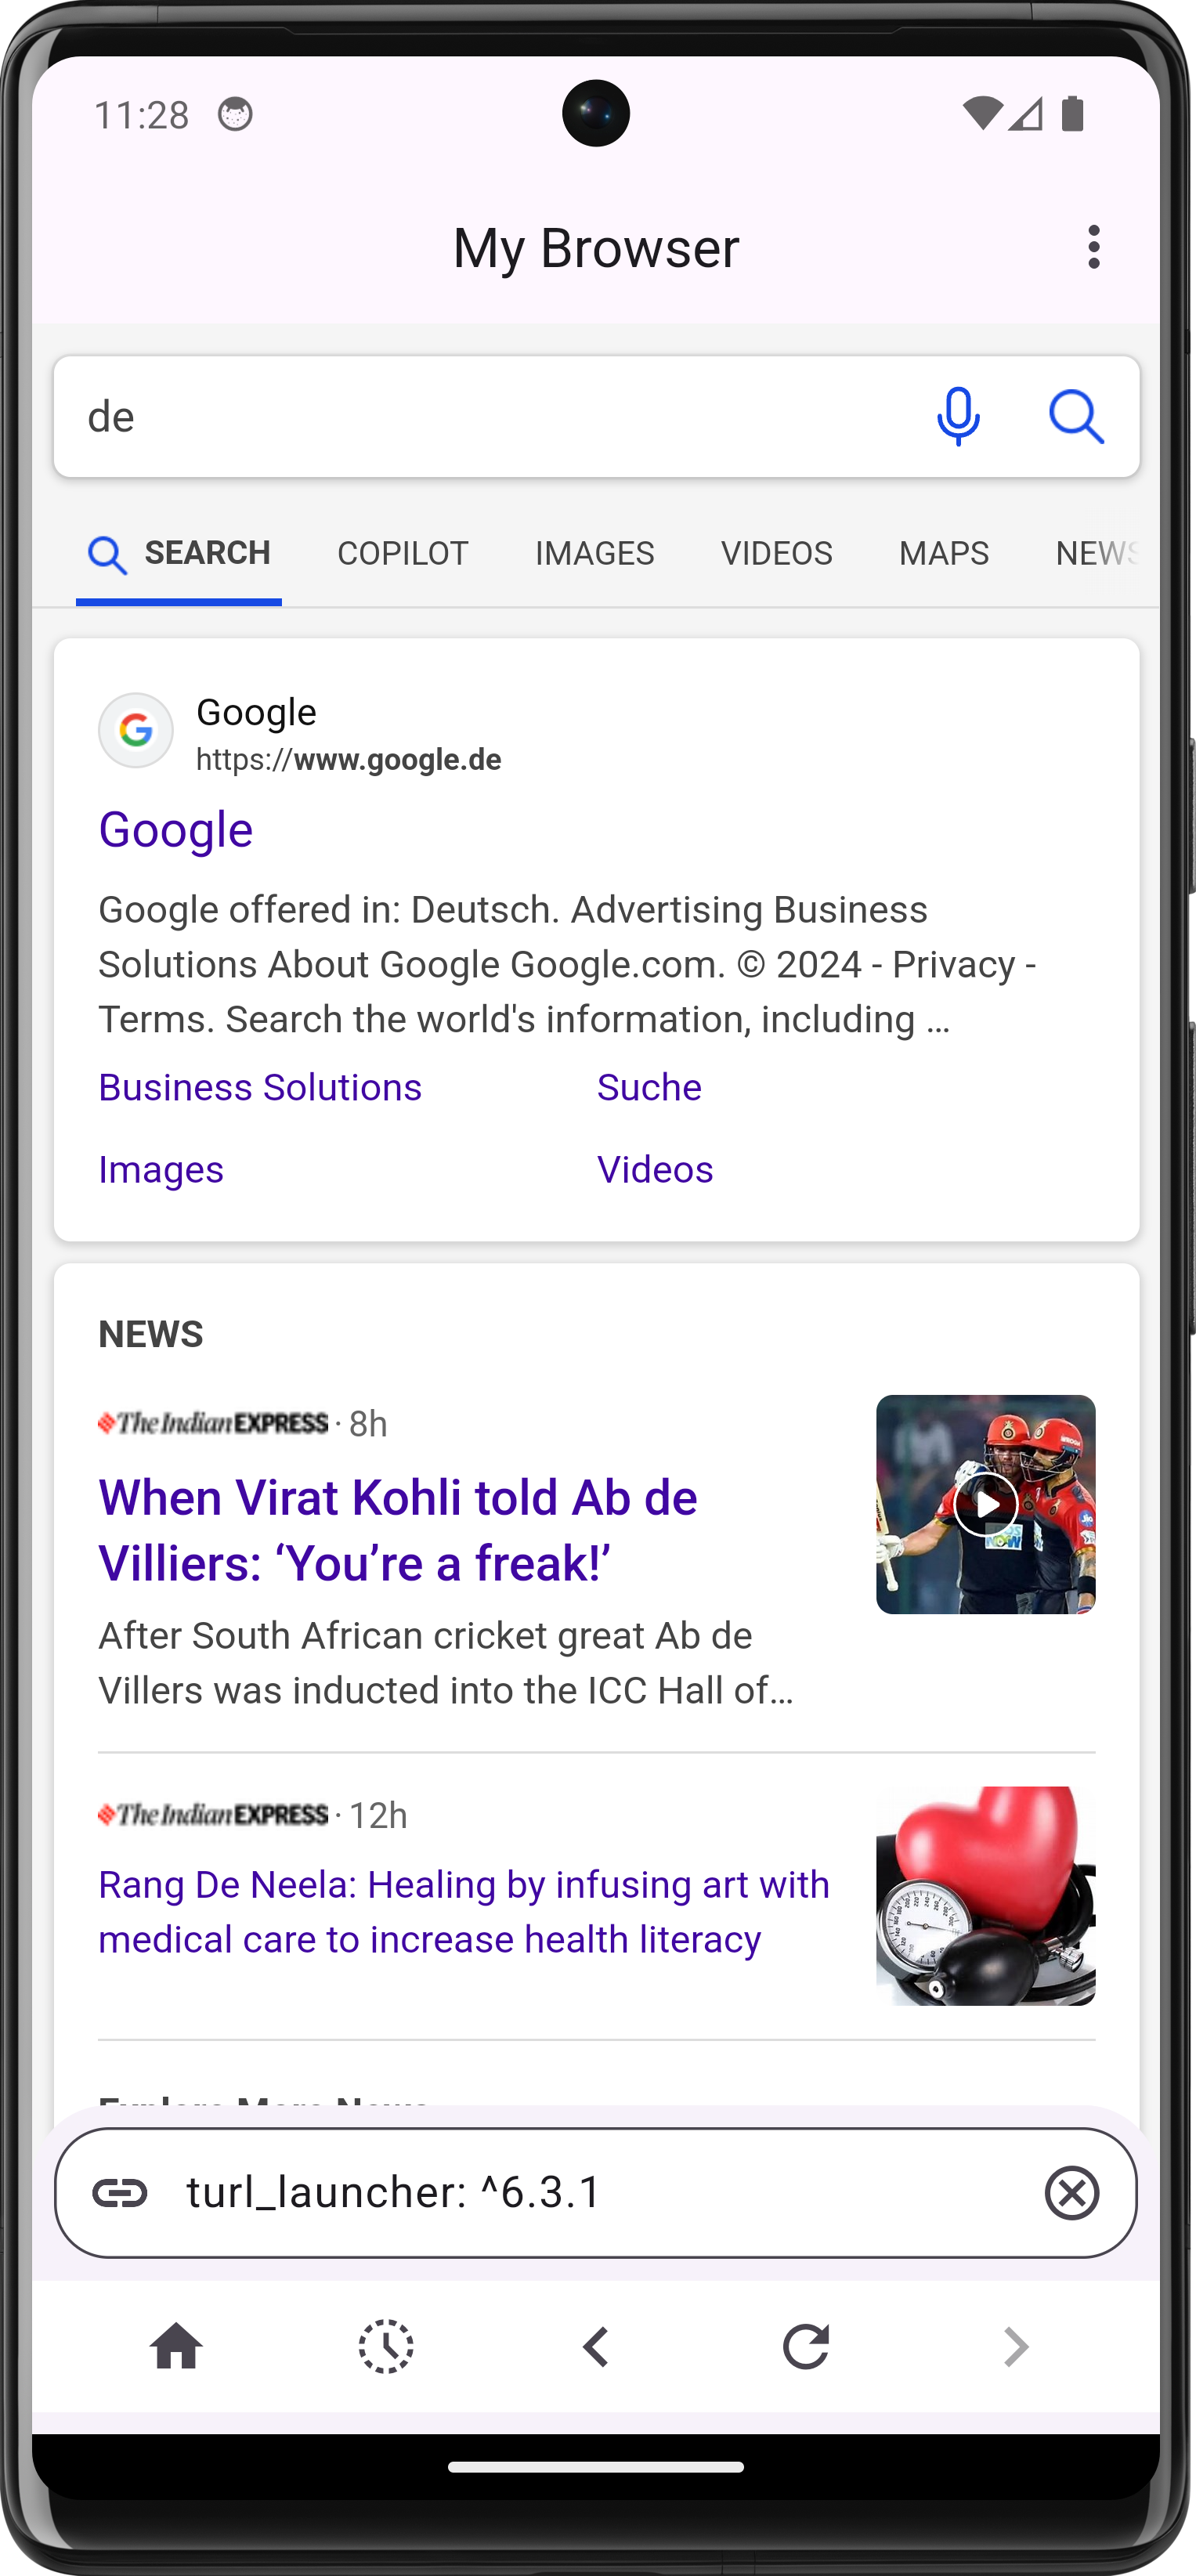 11:28
My Browser
de
SEARCH COPILOT IMAGES VIDEOS MAPS NEWS
Google
https://www.google.de
Google
Google offered in: Deutsch. Advertising Business
Solutions About Google Google.com. © 2024 - Privacy -
Terms. Search the world's information, including ...
Business Solutions Suche
Images Videos
NEWS
The Indian EXPRESS · 8h
When Virat Kohli told Ab de
Villiers: ‘You’re a freak!’
After South African cricket great Ab de
Villers was inducted into the ICC Hall of...
The Indian EXPRESS · 12h
Rang De Neela: Healing by infusing art with
medical care to increase health literacy
Explore More News
turl_launcher: ^6.3.1